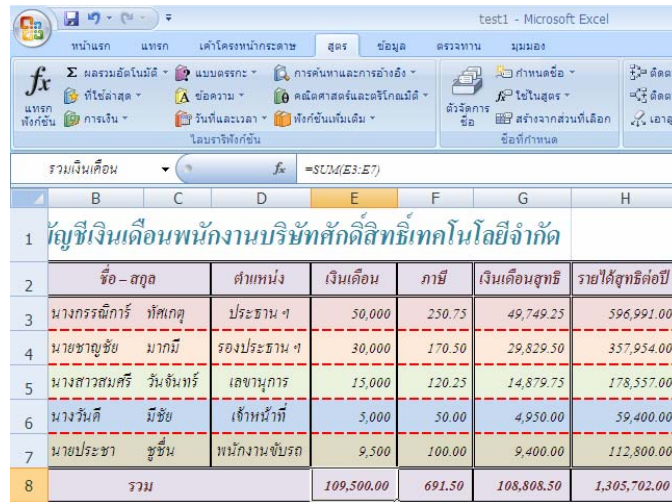 test1 - Microsoft Excel
หน้าแรก แทรก เค้าโครงหน้ากระดาษ สูตร ข้อมูล ตรวจทาน มุมมอง
fx แทรกฟังก์ชัน
Σ ผลรวมอัตโนมัติ
ที่ใช้ล่าสุด
การเงิน
แบบตรรกะ
ข้อความ
วันที่และเวลา
การค้นหาและการอ้างอิง
คณิตศาสตร์และตรีโกณมิติ
ฟังก์ชันเพิ่มเติม
ไลบรารีฟังก์ชัน
ตัวจัดการชื่อ
กำหนดชื่อ
ใช้ในสูตร
สร้างจากส่วนที่เลือก
ชื่อที่กำหนด
รวมเงินเดือน fx =SUM(E3:E7)
B C D E F G H
1 บัญชีเงินเดือนพนักงานบริษัทศักดิ์สิทธิ์เทคโนโลยีจำกัด
2 ชื่อ – สกุล ตำแหน่ง เงินเดือน ภาษี เงินเดือนสุทธิ รายได้สุทธิต่อปี
3 นางกรรณิการ์ ทัศเกตุ ประธาน ฯ 50,000 250.75 49,749.25 596,991.00
4 นายชาญชัย มากมี รองประธาน ฯ 30,000 170.50 29,829.50 357,954.00
5 นางสาวสมศรี วันจันทร์ เลขานุการ 15,000 120.25 14,879.75 178,557.00
6 นางวันดี มีชัย เจ้าหน้าที่ 5,000 50.00 4,950.00 59,400.00
7 นายประชา ชูชื่น พนักงานขับรถ 9,500 100.00 9,400.00 112,800.00
8 รวม 109,500.00 691.50 108,808.50 1,305,702.00